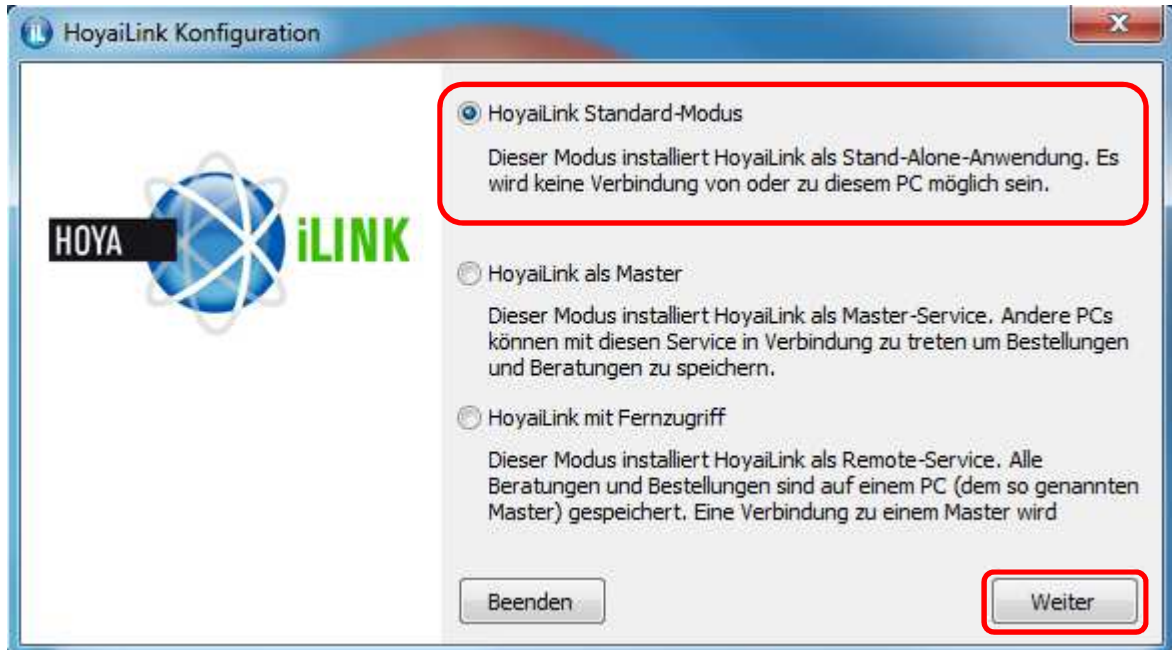 HoyaiLink Konfiguration
HOYA iLINK
HoyaiLink Standard-Modus
Dieser Modus installiert HoyaiLink als Stand-Alone-Anwendung. Es
wird keine Verbindung von oder zu diesem PC möglich sein.
HoyaiLink als Master
Dieser Modus installiert HoyaiLink als Master-Service. Andere PCs
können mit diesen Service in Verbindung zu treten um Bestellungen
und Beratungen zu speichern.
HoyaiLink mit Fernzugriff
Dieser Modus installiert HoyaiLink als Remote-Service. Alle
Beratungen und Bestellungen sind auf einem PC (dem so genannten
Master) gespeichert. Eine Verbindung zu einem Master wird
Beenden
Weiter